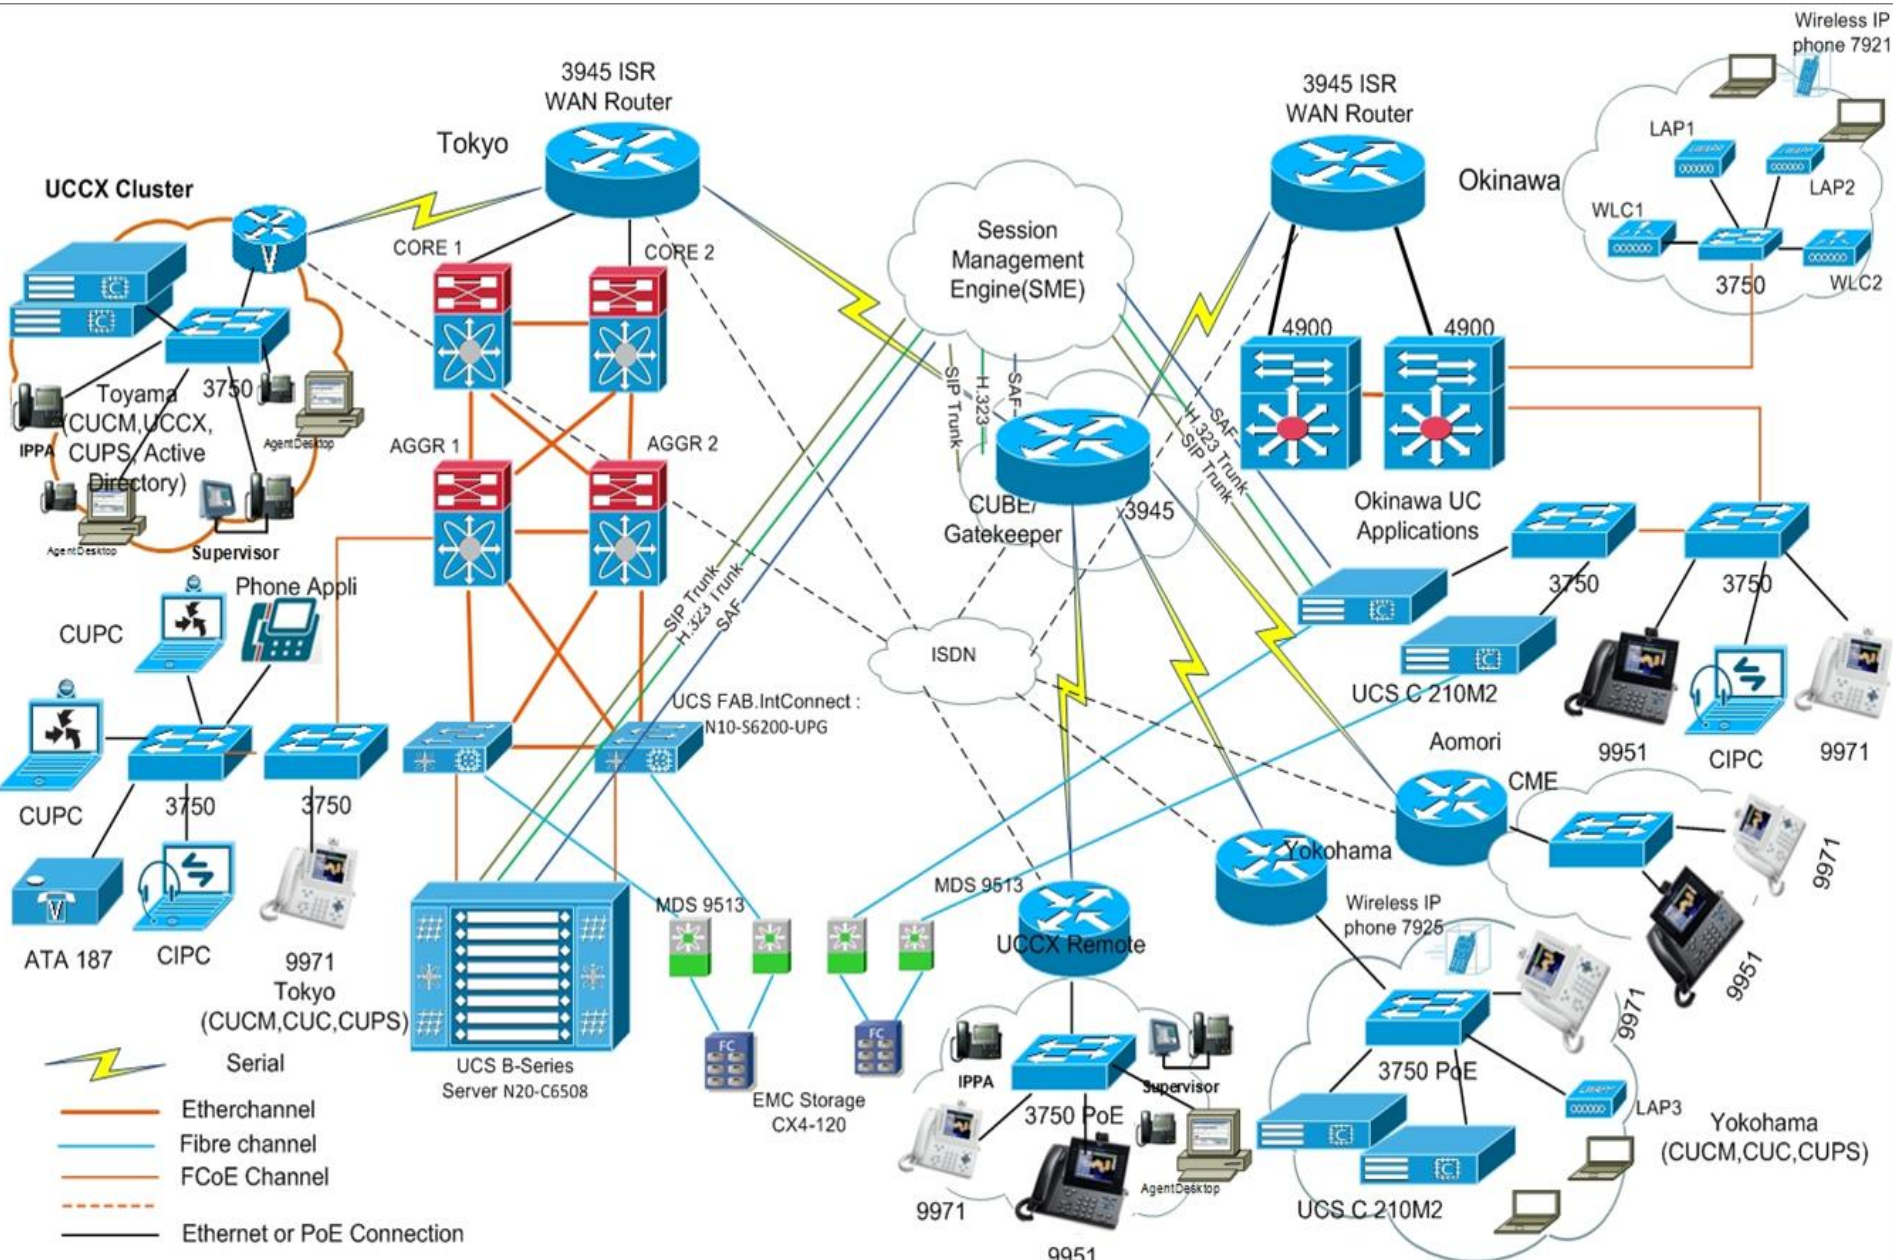 Wireless IP
phone 7921
3945 ISR
WAN Router
3945 ISR
WAN Router
Tokyo
LAP1
LAP2
Okinawa
UCCX Cluster
WLC1
WLC2
3750
CORE 1
CORE 2
Session
Management
Engine(SME)
V
C
C
4900
4900
3750
Toyama
(CUCM,UCCX,
CUPS, Active
Directory)
IPPA
AgentDesktop
AgentDesktop
Supervisor
AGGR 1
AGGR 2
SIP Trunk
H.323
SAF
SAF
H.323 Trunk
SIP Trunk
CUBE/
Gatekeeper
3945
Okinawa UC
Applications
3750
3750
C
C
UCS C 210M2
9951
CIPC
9971
Phone Appli
CUPC
CUPC
SIP Trunk
H.323 Trunk
SAF
ISDN
UCS FAB.IntConnect :
N10-S6200-UPG
3750
3750
ATA 187
V
CIPC
9971
Tokyo
(CUCM,CUC,CUPS)
Aomori
CME
9971
9951
Yokohama
MDS 9513
MDS 9513
UCCX Remote
Wireless IP
phone 7925
9971
3750 PoE
LAP3
Yokohama
(CUCM,CUC,CUPS)
C
C
UCS C 210M2
UCS B-Series
Server N20-C6508
FC
FC
EMC Storage
CX4-120
IPPA
Supervisor
3750 PoE
AgentDesktop
9971
9951
Serial
Etherchannel
Fibre channel
FCoE Channel
Ethernet or PoE Connection